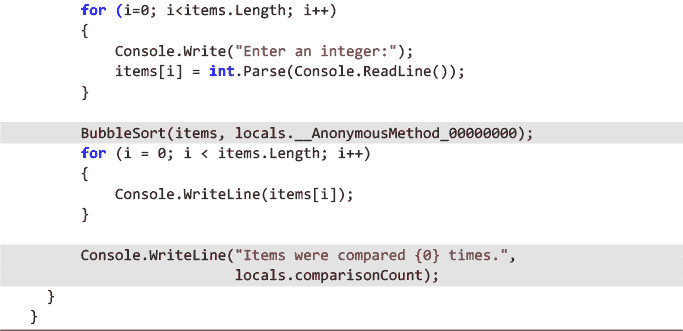 for (i=0; i<items.Length; i++)
{
Console.Write("Enter an integer:");
items[i] = int.Parse(Console.ReadLine());
}
BubbleSort(items, locals.__AnonymousMethod_00000000);
for (i = 0; i < items.Length; i++)
{
Console.WriteLine(items[i]);
}
Console.WriteLine("Items were compared {0} times.",
locals.comparisonCount);
}
}